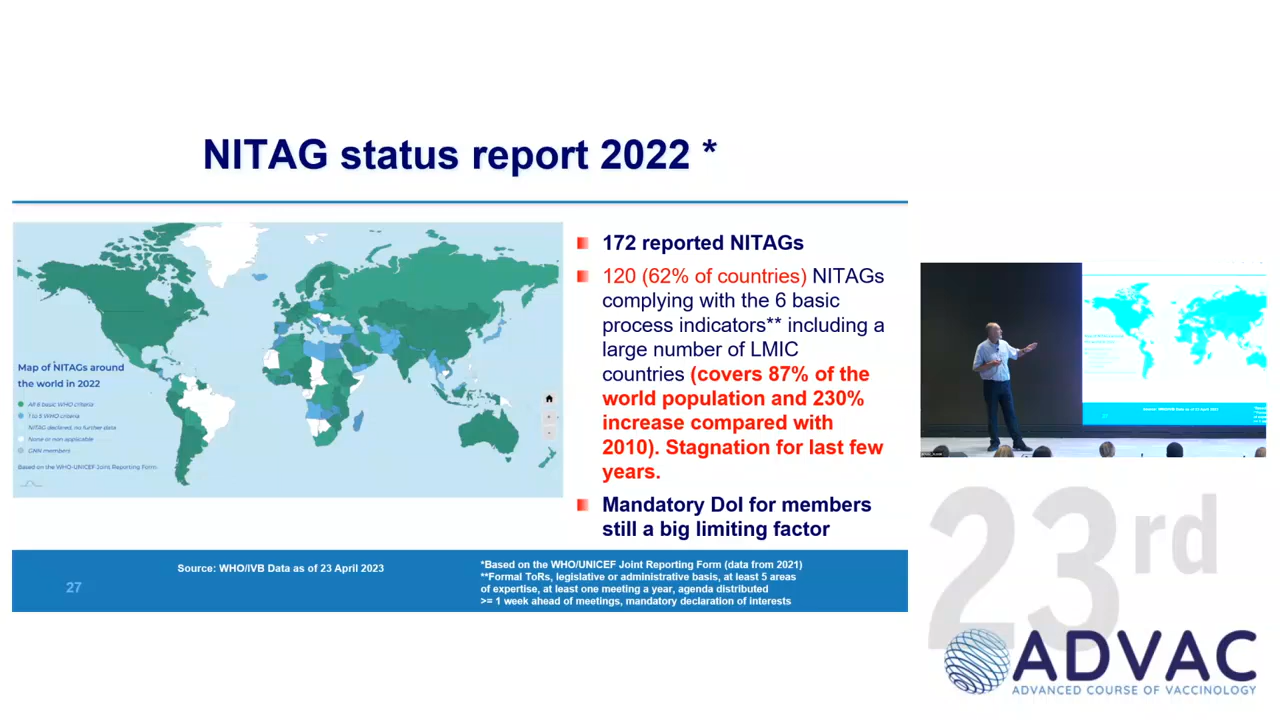 NITAG status report 2022 *
Map of NITAGs around
the world in 2022
All 6 basic WHO criteria
1 to 5 WHO criteria
NITAG declared, no further data
None or non applicable
GNN members
Based on the WHO-UNICEF Joint Reporting Form
172 reported NITAGs
120 (62% of countries) NITAGs
complying with the 6 basic
process indicators** including a
large number of LMIC
countries (covers 87% of the
world population and 230%
increase compared with
2010). Stagnation for last few
years.
Mandatory DoI for members
still a big limiting factor
27
Source: WHO/IVB Data as of 23 April 2023
*Based on the WHO/UNICEF Joint Reporting Form (data from 2021)
**Formal ToRs, legislative or administrative basis, at least 5 areas
of expertise, at least one meeting a year, agenda distributed
>= 1 week ahead of meetings, mandatory declaration of interests
23rd
ADVAC
ADVANCED COURSE OF VACCINOLOGY